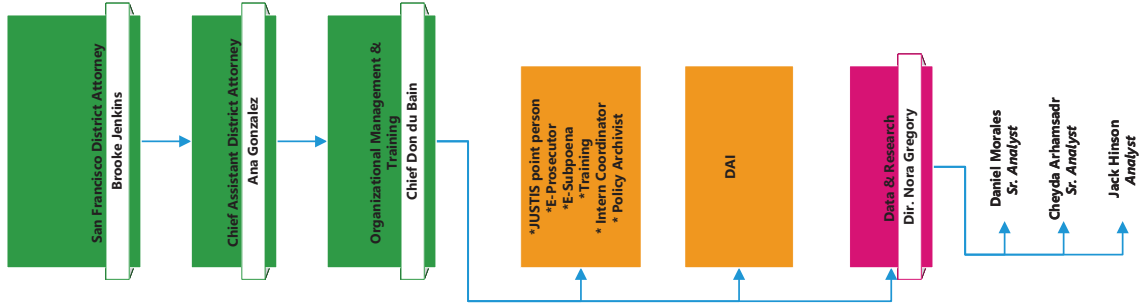 San Francisco District Attorney
Brooke Jenkins
Chief Assistant District Attorney
Ana Gonzalez
Organizational Management &
Training
Chief Don du Bain
*JUSTIS point person
*E-Prosecutor
*E-Subpoena
*Training
* Intern Coordinator
* Policy Archivist
DAI
Data & Research
Dir. Nora Gregory
Daniel Morales
Sr. Analyst
Cheyda Arhamsadr
Sr. Analyst
Jack Hinson
Analyst